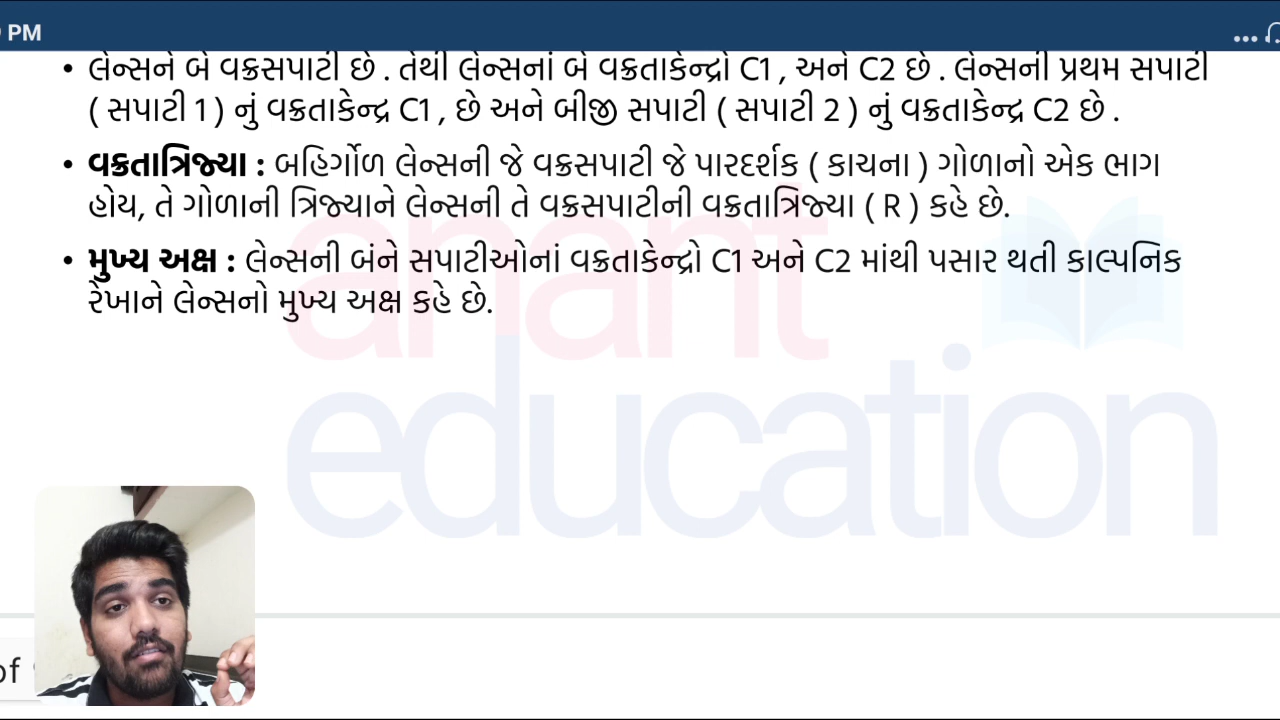 PM
...
• લેન્સને બે વક્રસપાટી છે . તેથી લેન્સનાં બે વક્રતાકેન્દ્રો C1 , અને C2 છે . લેન્સની પ્રથમ સપાટી
( સપાટી 1 ) નું વક્રતાકેન્દ્ર C1 , છે અને બીજી સપાટી ( સપાટી 2 ) નું વક્રતાકેન્દ્ર C2 છે .
• વક્રતાત્રિજ્યા : બહિર્ગોળ લેન્સની જે વક્રસપાટી જે પારદર્શક ( કાચના ) ગોળાનો એક ભાગ
હોય, તે ગોળાની ત્રિજ્યાને લેન્સની તે વક્રસપાટીની વક્રતાત્રિજ્યા ( R ) કહે છે.
• મુખ્ય અક્ષ : લેન્સની બંને સપાટીઓનાં વક્રતાકેન્દ્રો C1 અને C2 માંથી પસાર થતી કાલ્પનિક
રેખાને લેન્સનો મુખ્ય અક્ષ કહે છે.
anant
education
of